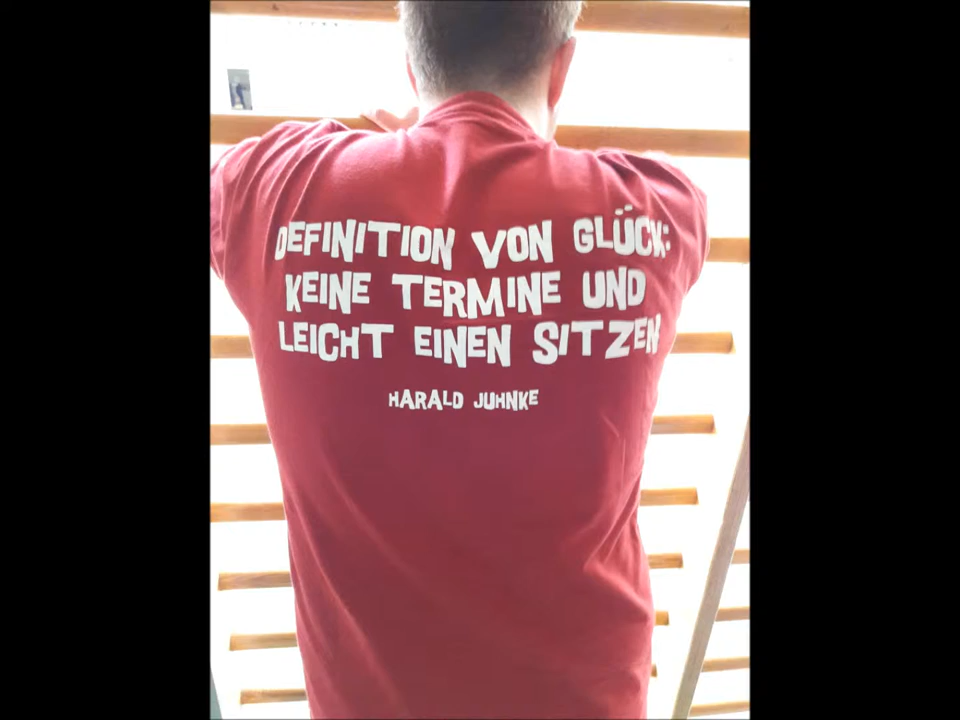 DEFINITION VON GLÜCK:
KEINE TERMINE UND
LEICHT EINEN SITZEN
HARALD JUHNKE